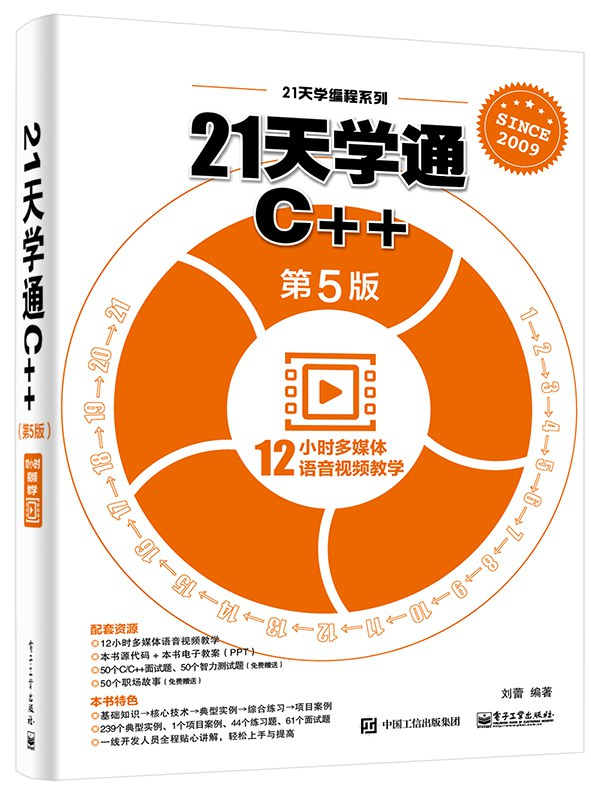 21天学编程系列
21天学通
C++
SINCE
2009
第5版
12小时多媒体
语音视频教学
1→2→3→4→5→6→7→8→9→10→11→12→13→14→15→16→17→18→19→20→21
配套资源
12小时多媒体语音视频教学
本书源代码 + 本书电子教案（PPT）
50个C/C++面试题、50个智力测试题（免费赠送）
50个职场故事（免费赠送）
本书特色
基础知识→核心技术→典型实例→综合练习→项目案例
239个典型实例、1个项目案例、44个练习题、61个面试题
一线开发人员全程贴心讲解，轻松上手与提高
刘蕾 编著
中国工信出版集团
电子工业出版社
21天学通C++
（第5版）
电子工业出版社